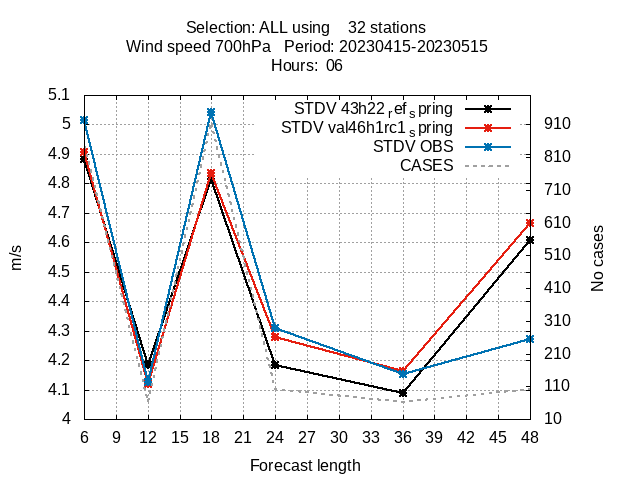 Selection: ALL using 32 stations
Wind speed 700hPa Period: 20230415-20230515
Hours: 06
STDV 43h22refspring
STDV val46h1rc1spring
STDV OBS
CASES
5.1
5
4.9
4.8
4.7
4.6
4.5
4.4
4.3
4.2
4.1
4
m/s
910
810
710
610
510
410
310
210
110
10
No cases
6 9 12 15 18 21 24 27 30 33 36 39 42 45 48
Forecast length